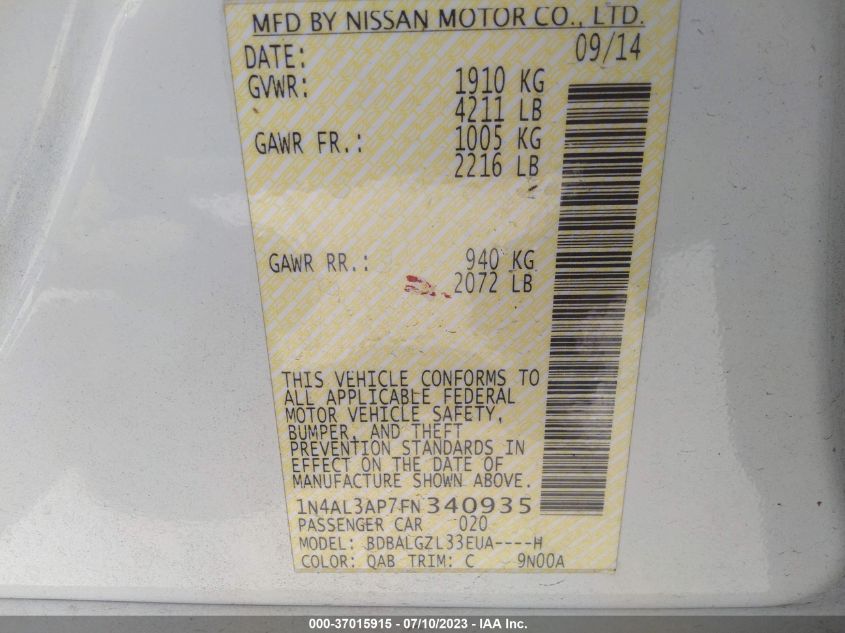 MFD BY NISSAN MOTOR CO., LTD.
DATE: 09/14
GVWR: 1910 KG
4211 LB
GAWR FR.: 1005 KG
2216 LB
GAWR RR.: 940 KG
2072 LB
THIS VEHICLE CONFORMS TO
ALL APPLICABLE FEDERAL
MOTOR VEHICLE SAFETY,
BUMPER, AND THEFT
PREVENTION STANDARDS IN
EFFECT ON THE DATE OF
MANUFACTURE SHOWN ABOVE.
1N4AL3AP7FN340935
PASSENGER CAR 020
MODEL: BDBALGZL33EUA----H
COLOR: QAB TRIM: C 9N00A
000-37015915 - 07/10/2023 - IAA Inc.